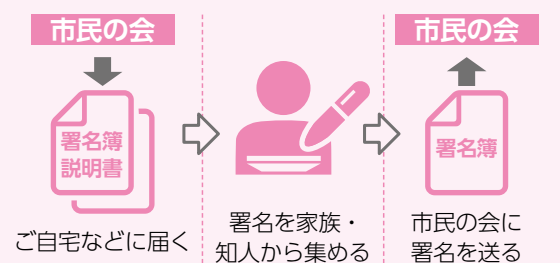 市民の会
署名簿
説明書
ご自宅などに届く
署名を家族・
知人から集める
市民の会
署名簿
市民の会に
署名を送る